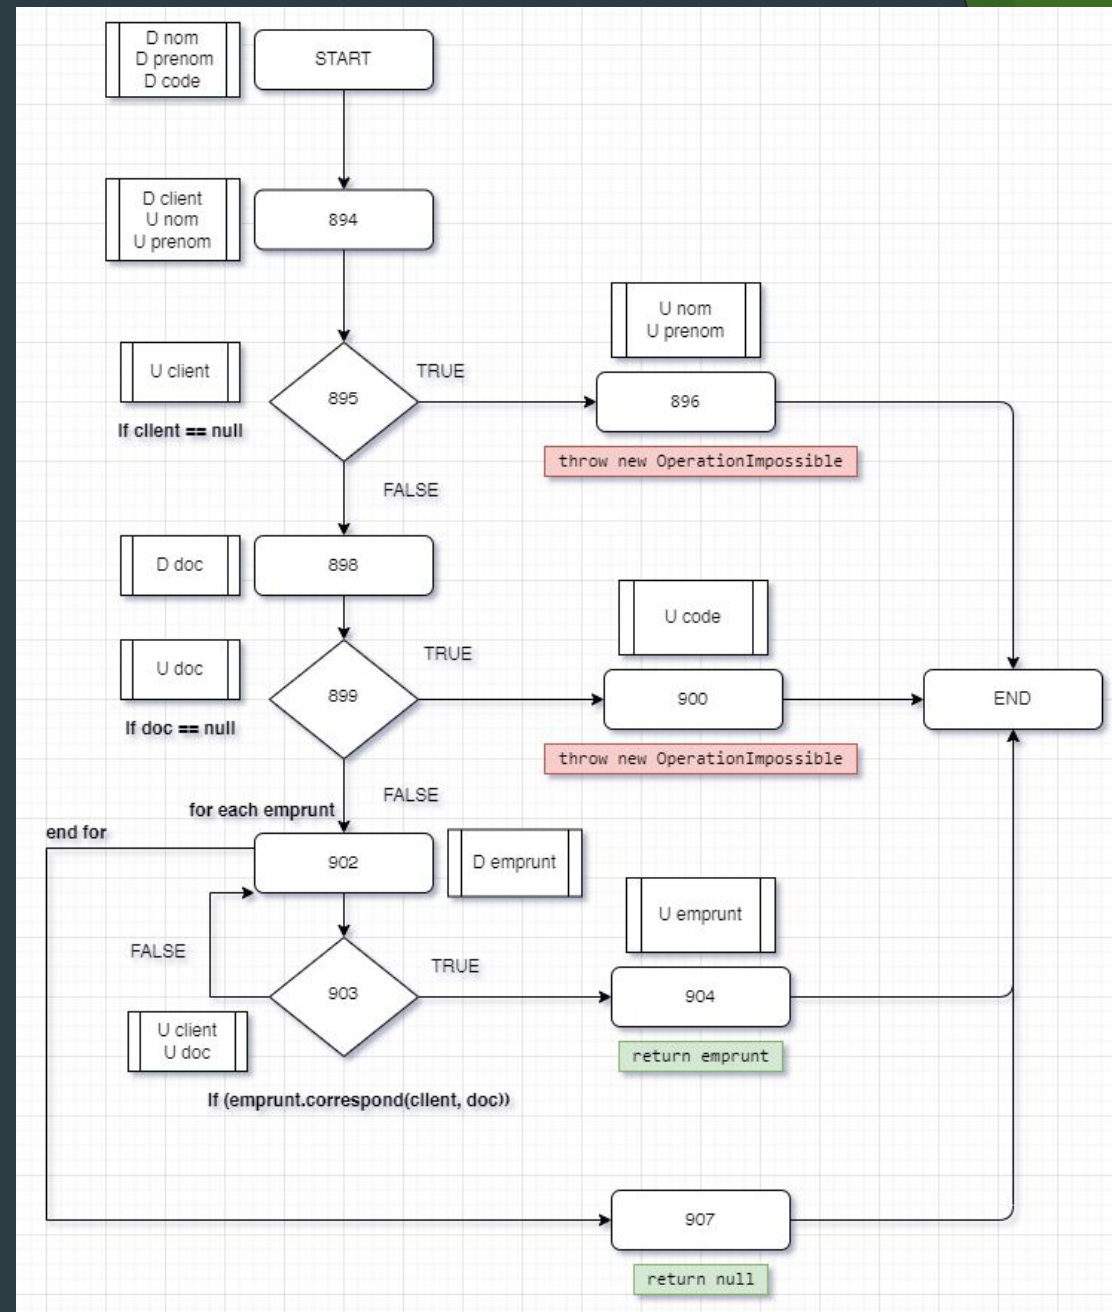 D nom
D prenom
D code
START
D client
U nom
U prenom
894
U nom
U prenom
U client
895
TRUE
896
If client == null
throw new OperationImpossible
FALSE
D doc
898
U code
U doc
899
TRUE
900
END
If doc == null
throw new OperationImpossible
FALSE
for each emprunt
end for
902
D emprunt
U emprunt
FALSE
903
TRUE
904
U client
U doc
return emprunt
If (emprunt.correspond(client, doc))
907
return null